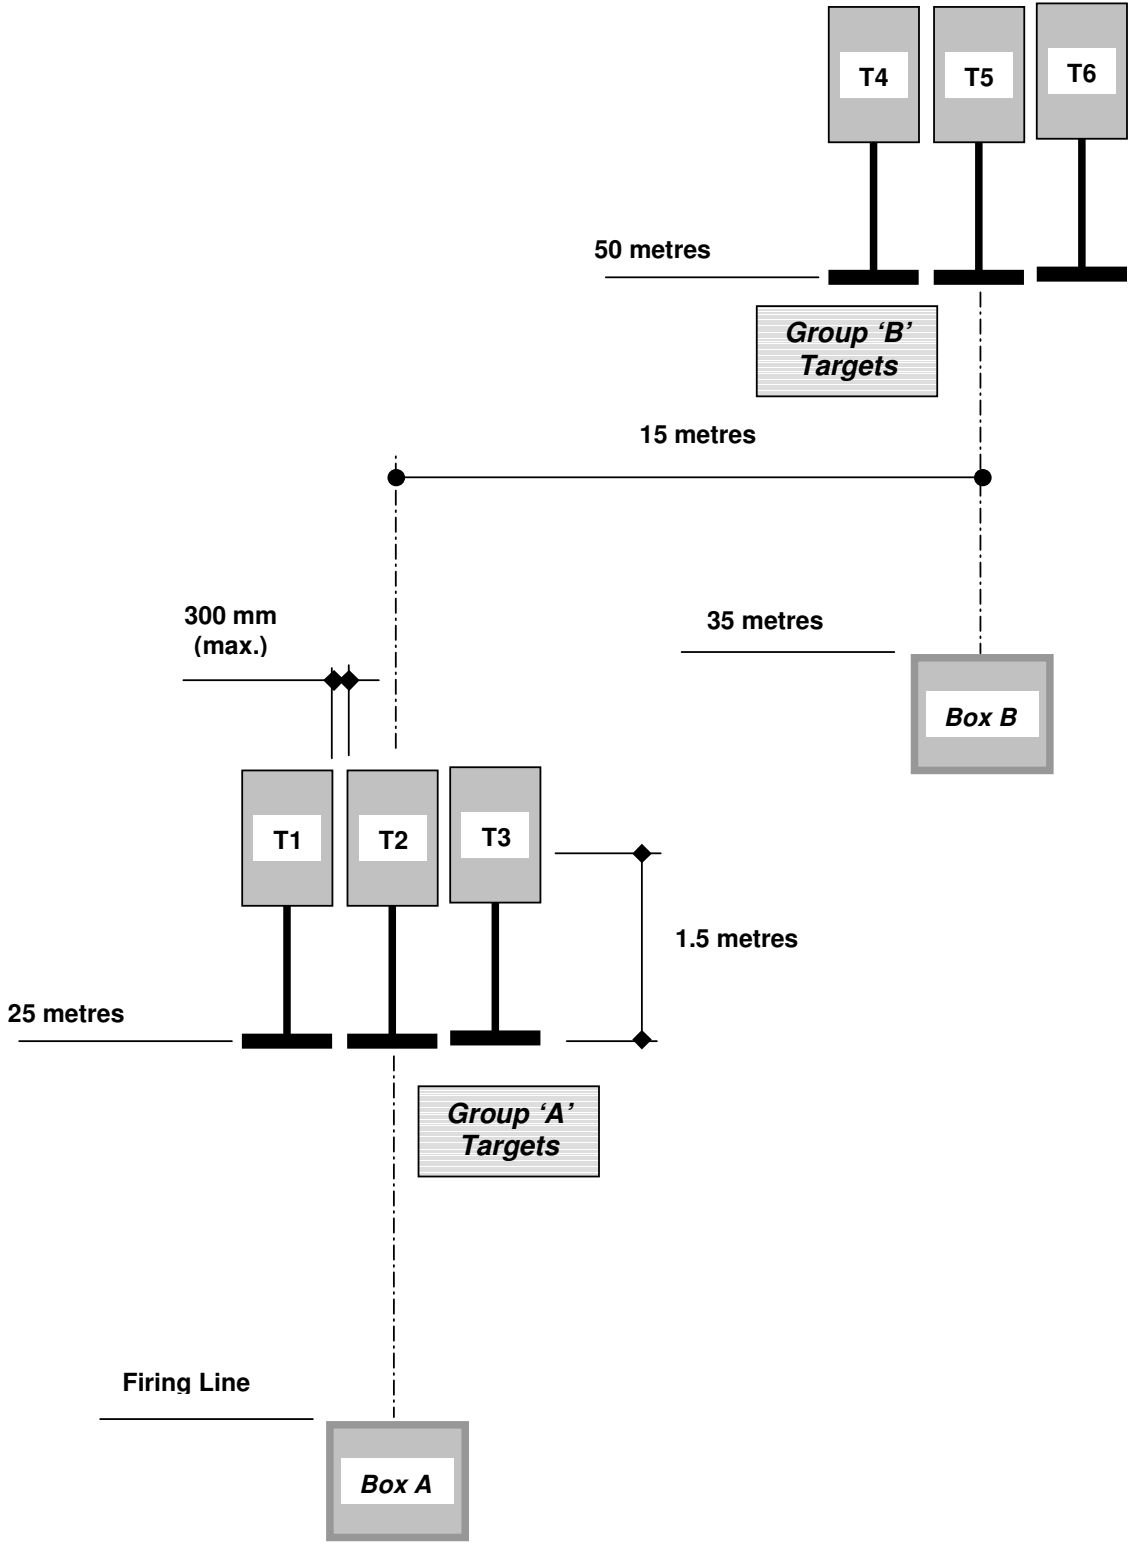 T4 T5 T6
50 metres
Group ‘B’
Targets
15 metres
300 mm
(max.)
35 metres
Box B
T1 T2 T3
1.5 metres
25 metres
Group ‘A’
Targets
Firing Line
Box A